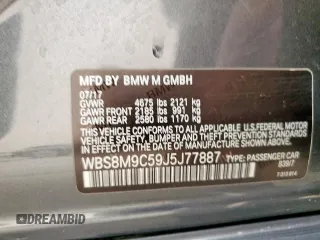 MFD BY BMW M GMBH
07/17
GVWR 4675 lbs 2121 kg
GAWR FRONT 2185 lbs 991 kg
GAWR REAR 2580 lbs 1170 kg
THIS VEHICLE CONFORMS TO ALL APPLICABLE U.S. FEDERAL
SAFETY, BUMPER, AND THEFT PREVENTION STANDARDS
IN EFFECT ON THE DATE OF MANUFACTURE SHOWN ABOVE.
WBS8M9C59J5J77887 TYPE: PASSENGER CAR
DREAMBID